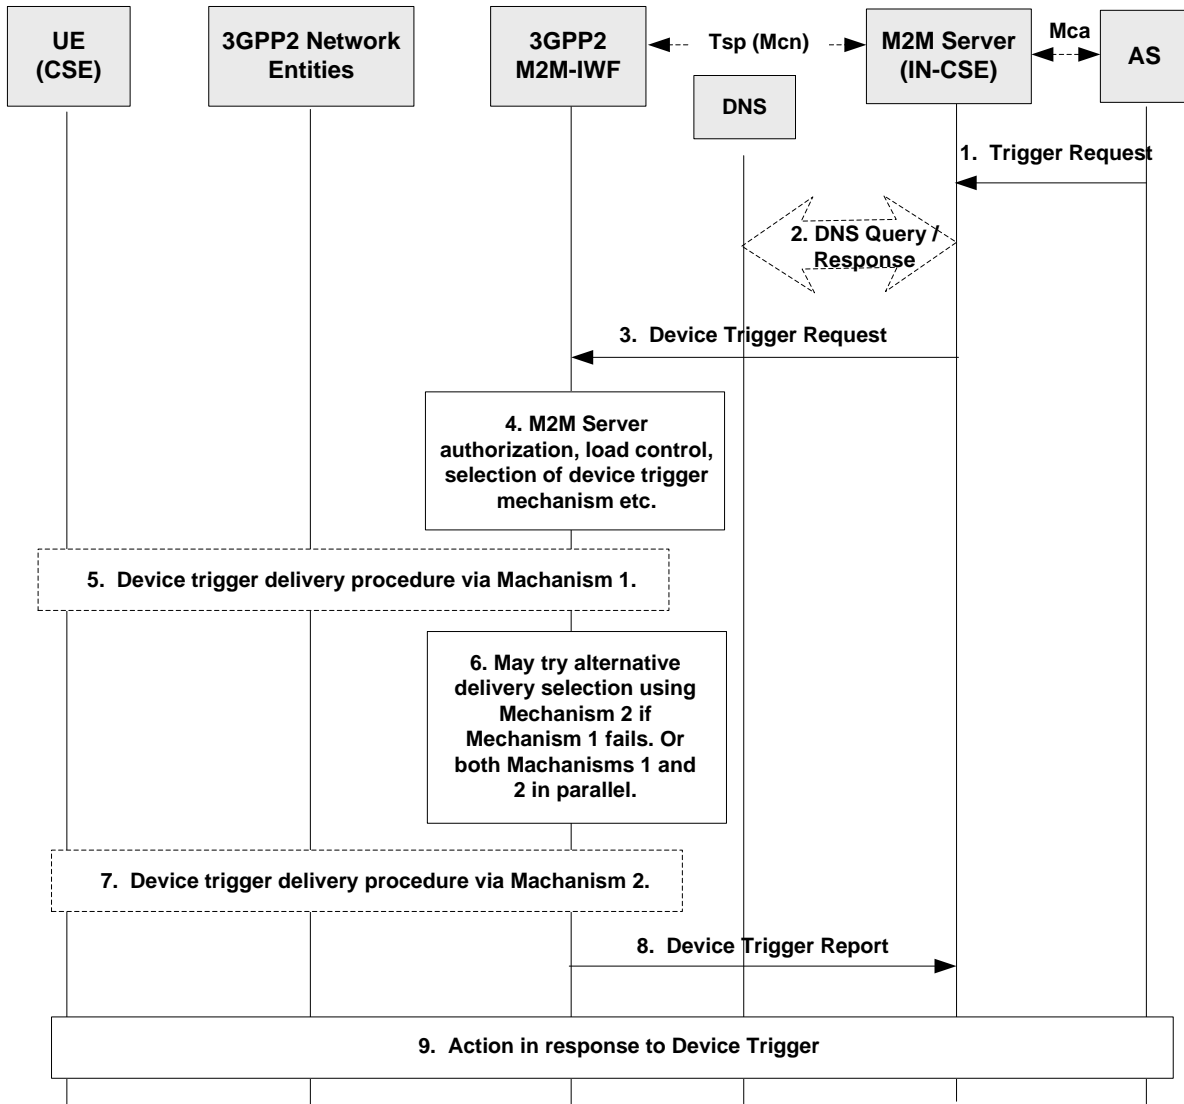 UE
(CSE)
3GPP2 Network
Entities
3GPP2
M2M-IWF
Tsp (Mcn)
M2M Server
(IN-CSE)
Mca
AS
DNS
1. Trigger Request
2. DNS Query /
Response
3. Device Trigger Request
4. M2M Server
authorization, load control,
selection of device trigger
mechanism etc.
5. Device trigger delivery procedure via Machanism 1.
6. May try alternative
delivery selection using
Mechanism 2 if
Mechanism 1 fails. Or
both Machanisms 1 and
2 in parallel.
7. Device trigger delivery procedure via Machanism 2.
8. Device Trigger Report
9. Action in response to Device Trigger